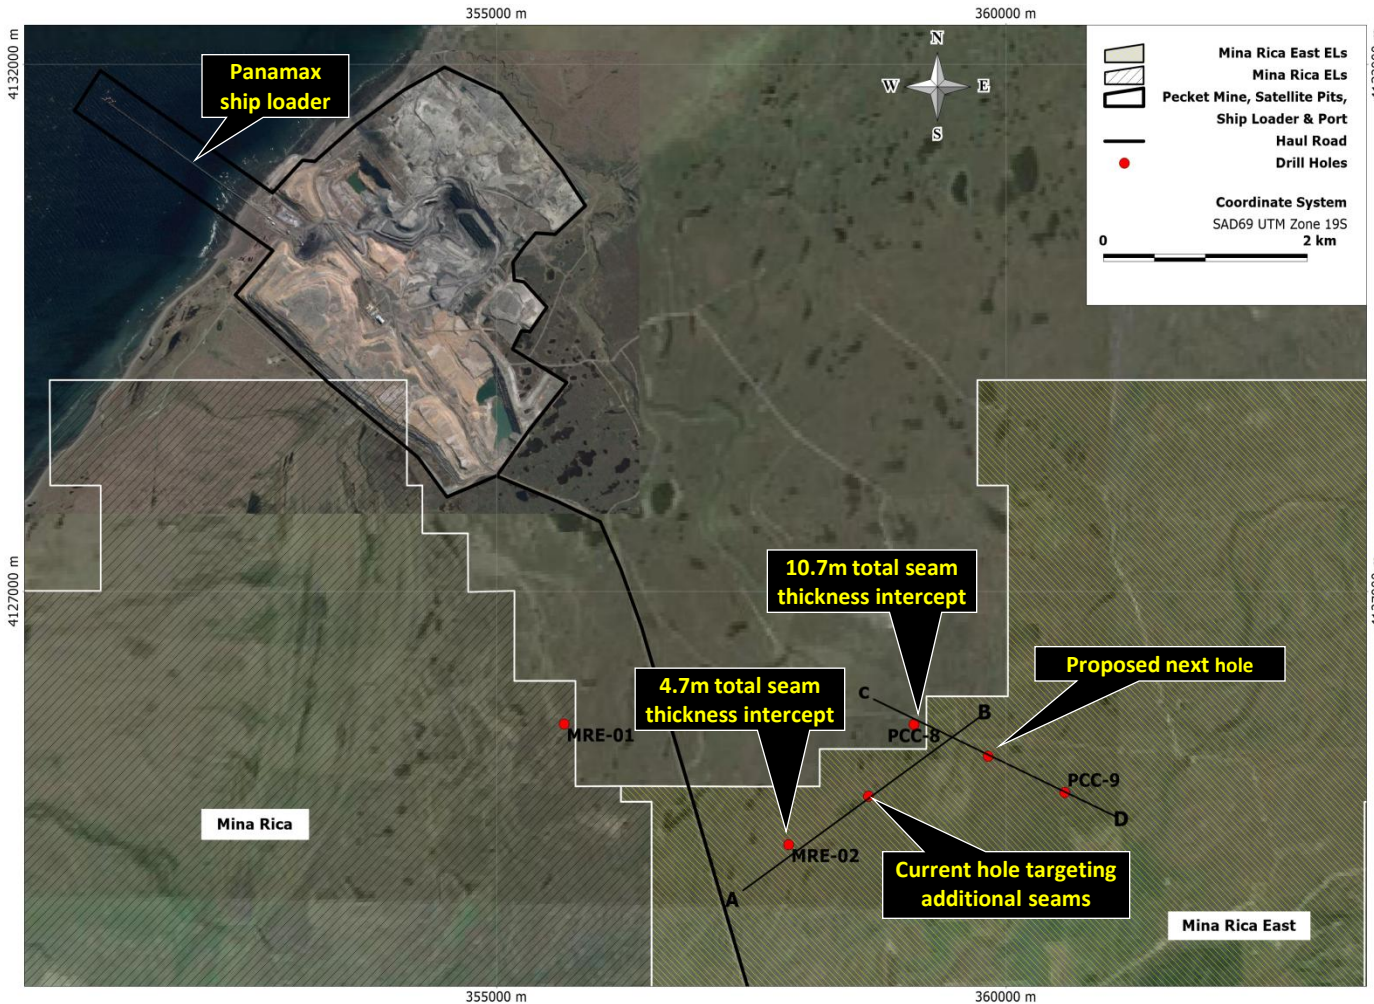 355000 m
360000 m
4132000 m
4132000 m
Panamax
ship loader
N
W
E
S
Mina Rica East ELs
Mina Rica ELs
Pecket Mine, Satellite Pits,
Ship Loader & Port
Haul Road
Drill Holes
Coordinate System
SAD69 UTM Zone 19S
0
2 km
4127000 m
4127000 m
10.7m total seam
thickness intercept
4.7m total seam
thickness intercept
Proposed next hole
C
B
MRE-01
PCC-8
PCC-9
D
Mina Rica
MRE-02
A
Current hole targeting
additional seams
Mina Rica East
355000 m
360000 m